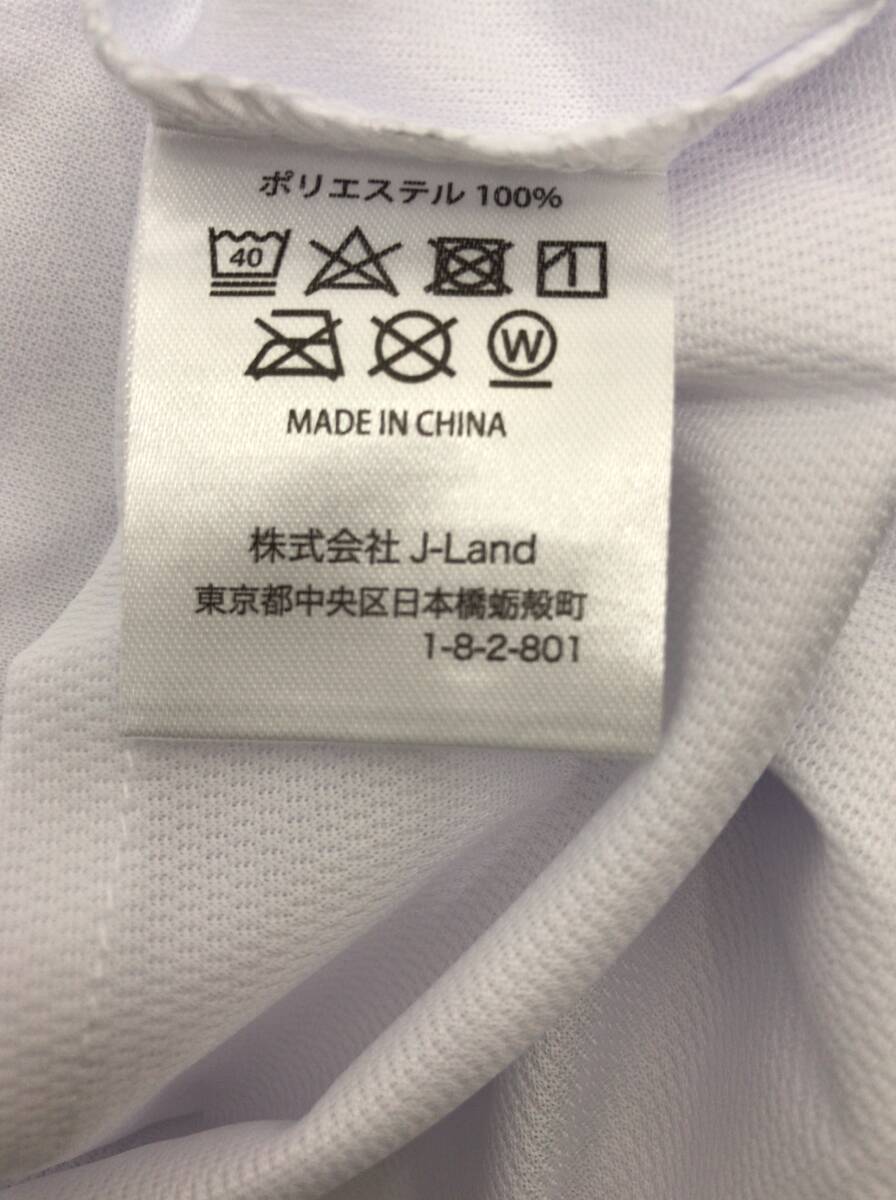 ポリエステル 100%
40
W
MADE IN CHINA
株式会社 J-Land
東京都中央区日本橋蛎殻町
1-8-2-801